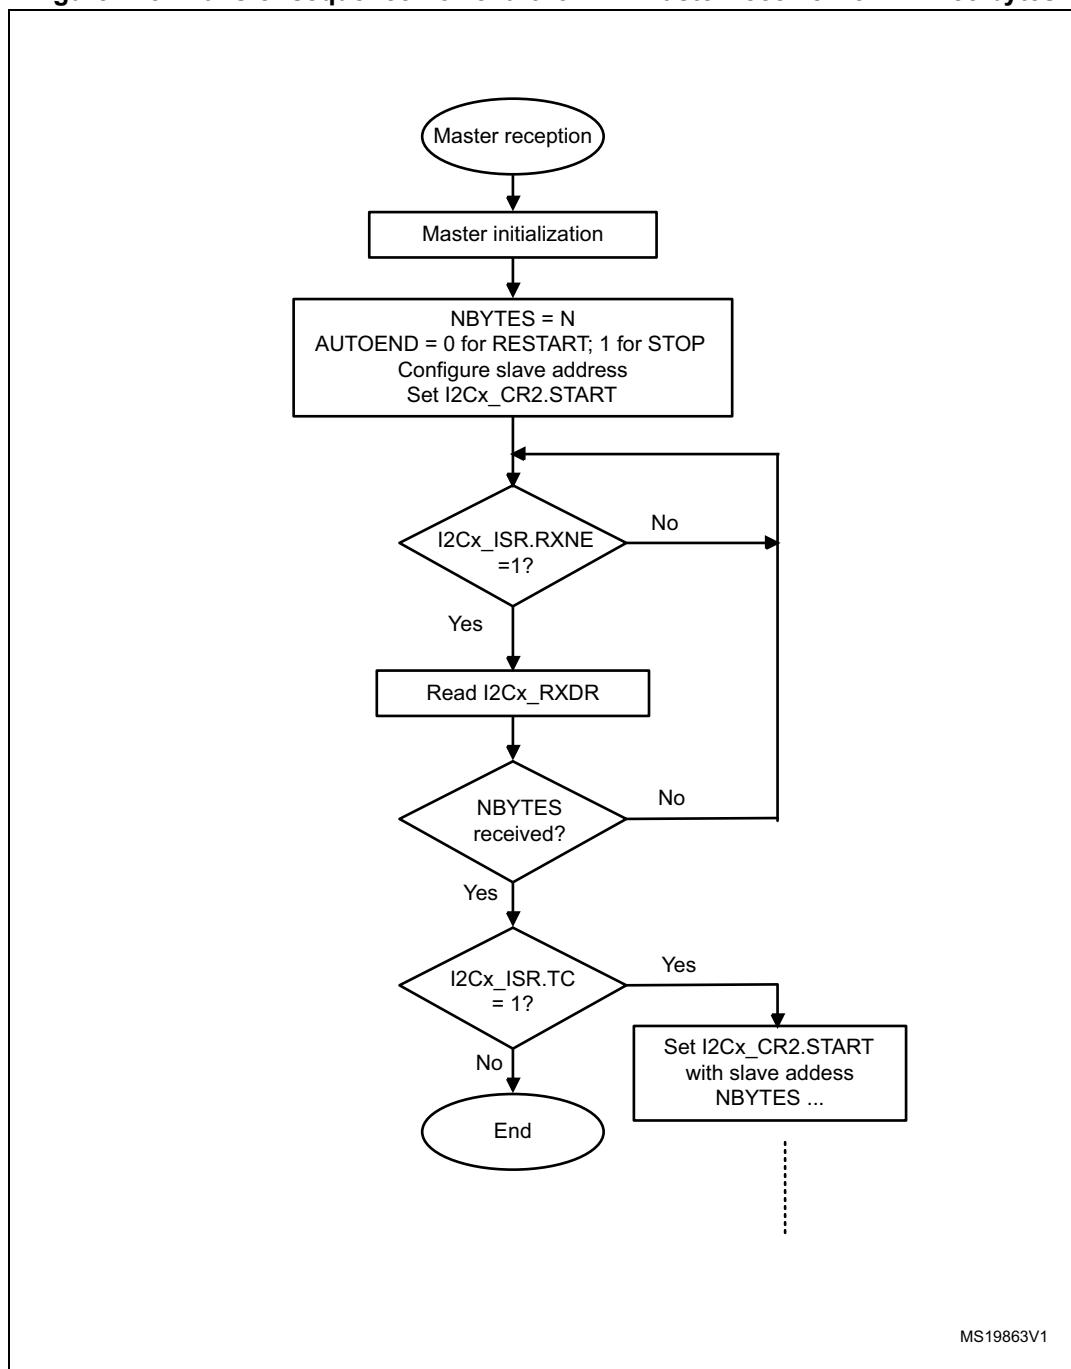 Master reception
Master initialization
NBYTES = N
AUTOEND = 0 for RESTART; 1 for STOP
Configure slave address
Set I2Cx_CR2.START
I2Cx_ISR.RXNE
=1?
No
Yes
Read I2Cx_RXDR
NBYTES
received?
No
Yes
I2Cx_ISR.TC
= 1?
Yes
No
Set I2Cx_CR2.START
with slave addess
NBYTES ...
End
MS19863V1